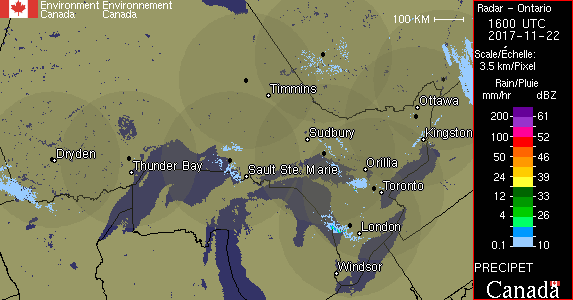 Environment Environnement
Canada Canada
100 KM
Timmins
Ottawa
Sudbury
Kingston
Dryden
Thunder Bay
Sault Ste. Marie
Orillia
Toronto
London
Windsor
Radar - Ontario
1600 UTC
2017-11-22
Scale/Échelle:
3.5 km/Pixel
Rain/Pluie
mm/hr dBZ
200 61
100 52
50 46
24 39
12 33
4 26
0.1 10
PRECIPET
Canada